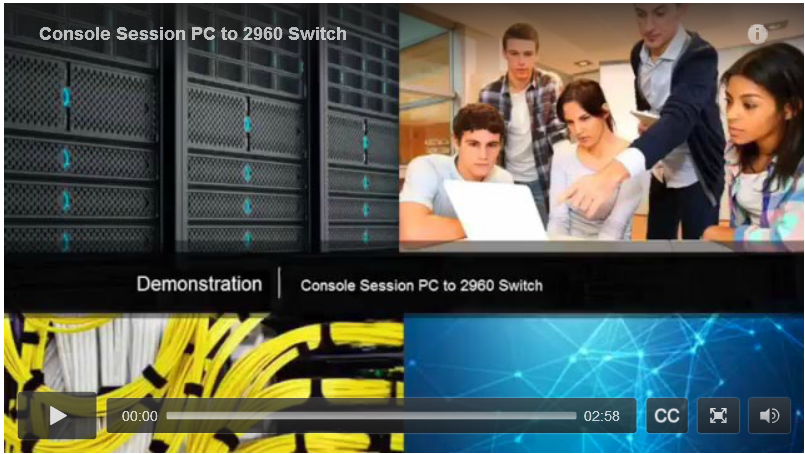 Console Session PC to 2960 Switch
Demonstration | Console Session PC to 2960 Switch
00:00 02:58 CC